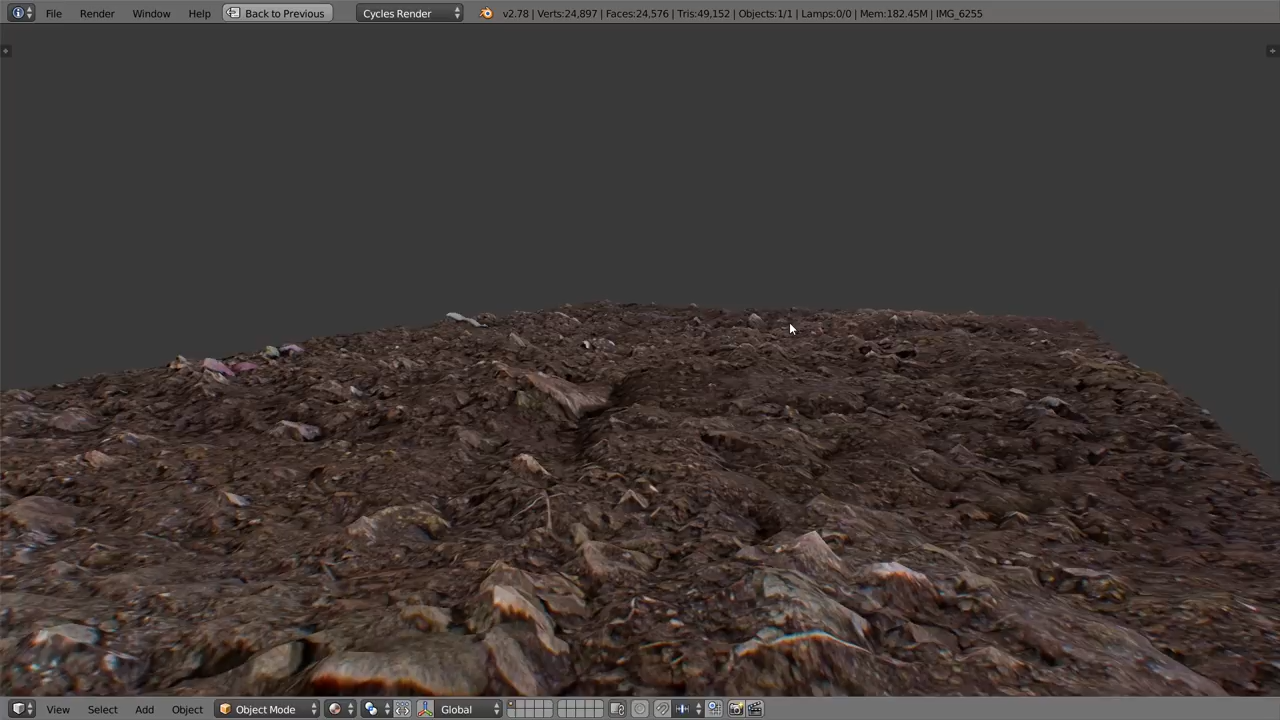 File Render Window Help Back to Previous Cycles Render v2.78 | Verts:24,897 | Faces:24,576 | Tris:49,152 | Objects:1/1 | Lamps:0/0 | Mem:182.45M | IMG_6255
View Select Add Object Object Mode Global